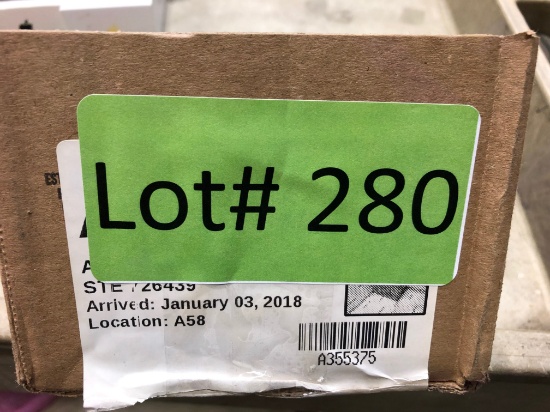 Lot# 280
STE 726439
Arrived: January 03, 2018
Location: A58
A355375